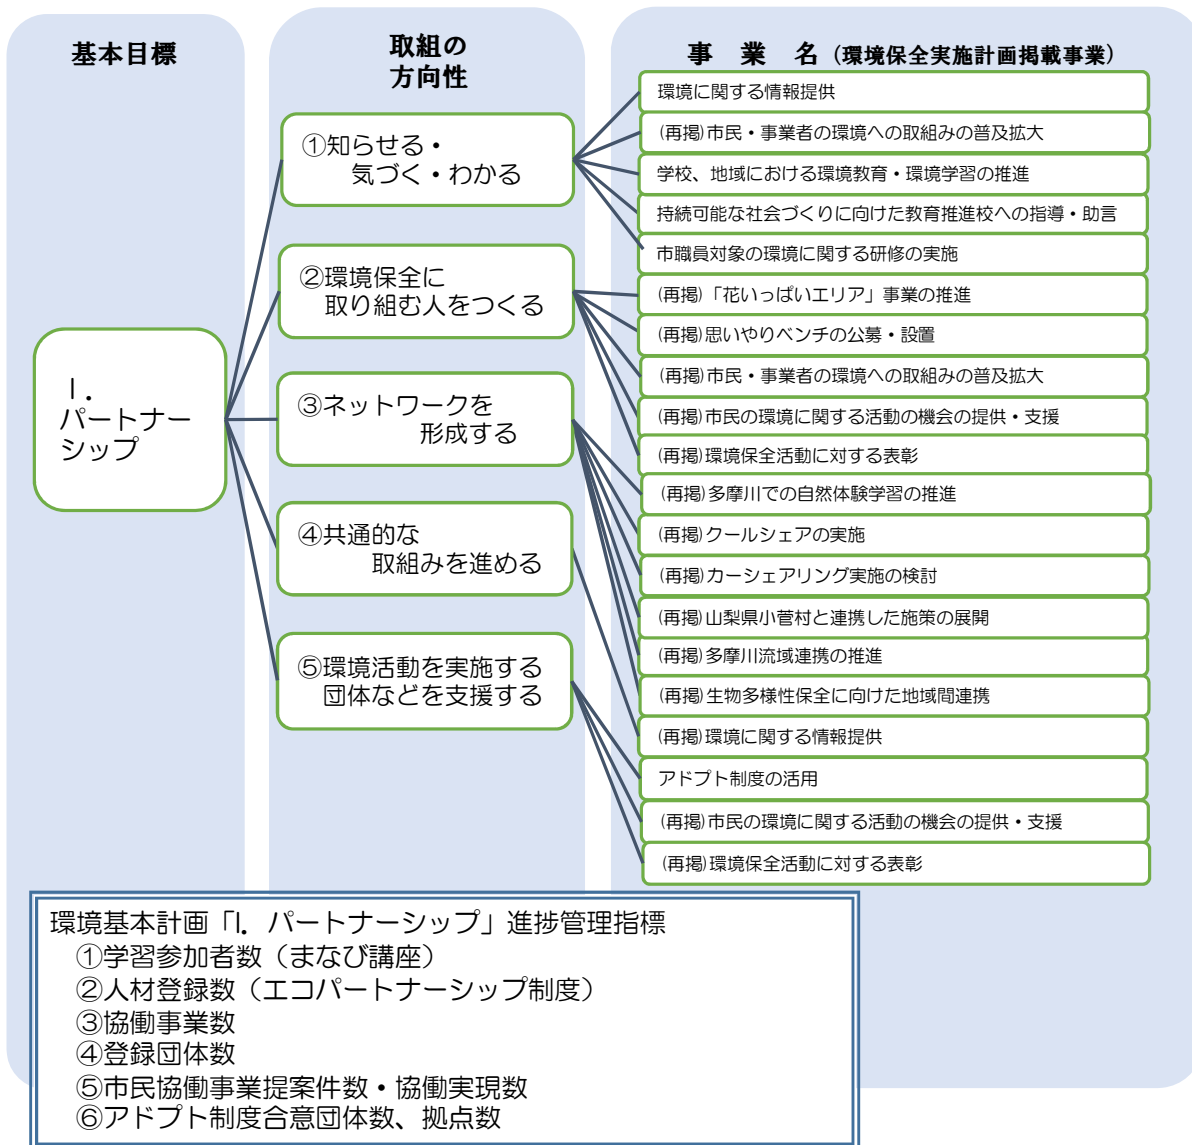 基本目標
取組の
方向性
事 業 名(環境保全実施計画掲載事業)
Ⅰ.
パートナー
シップ
①知らせる・
気づく・わかる
②環境保全に
取り組む人をつくる
③ネットワークを
形成する
④共通的な
取組みを進める
⑤環境活動を実施する
団体などを支援する
環境に関する情報提供
(再掲)市民・事業者の環境への取組みの普及拡大
学校、地域における環境教育・環境学習の推進
持続可能な社会づくりに向けた教育推進校への指導・助言
市職員対象の環境に関する研修の実施
(再掲)「花いっぱいエリア」事業の推進
(再掲)思いやりベンチの公募・設置
(再掲)市民・事業者の環境への取組みの普及拡大
(再掲)市民の環境に関する活動の機会の提供・支援
(再掲)環境保全活動に対する表彰
(再掲)多摩川での自然体験学習の推進
(再掲)クールシェアの実施
(再掲)カーシェアリング実施の検討
(再掲)山梨県小菅村と連携した施策の展開
(再掲)多摩川流域連携の推進
(再掲)生物多様性保全に向けた地域間連携
(再掲)環境に関する情報提供
アドプト制度の活用
(再掲)市民の環境に関する活動の機会の提供・支援
(再掲)環境保全活動に対する表彰
環境基本計画「Ⅰ. パートナーシップ」進捗管理指標
①学習参加者数(まなび講座)
②人材登録数(エコパートナーシップ制度)
③協働事業数
④登録団体数
⑤市民協働事業提案件数・協働実現数
⑥アドプト制度合意団体数、拠点数